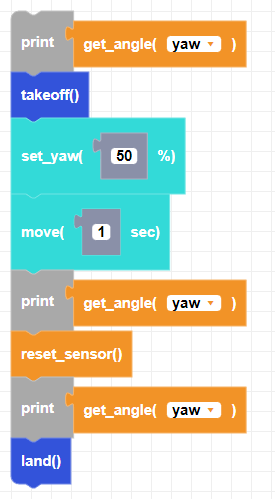 print get_angle( yaw ▾ )
takeoff()
set_yaw( 50 %)
move( 1 sec)
print get_angle( yaw ▾ )
reset_sensor()
print get_angle( yaw ▾ )
land()